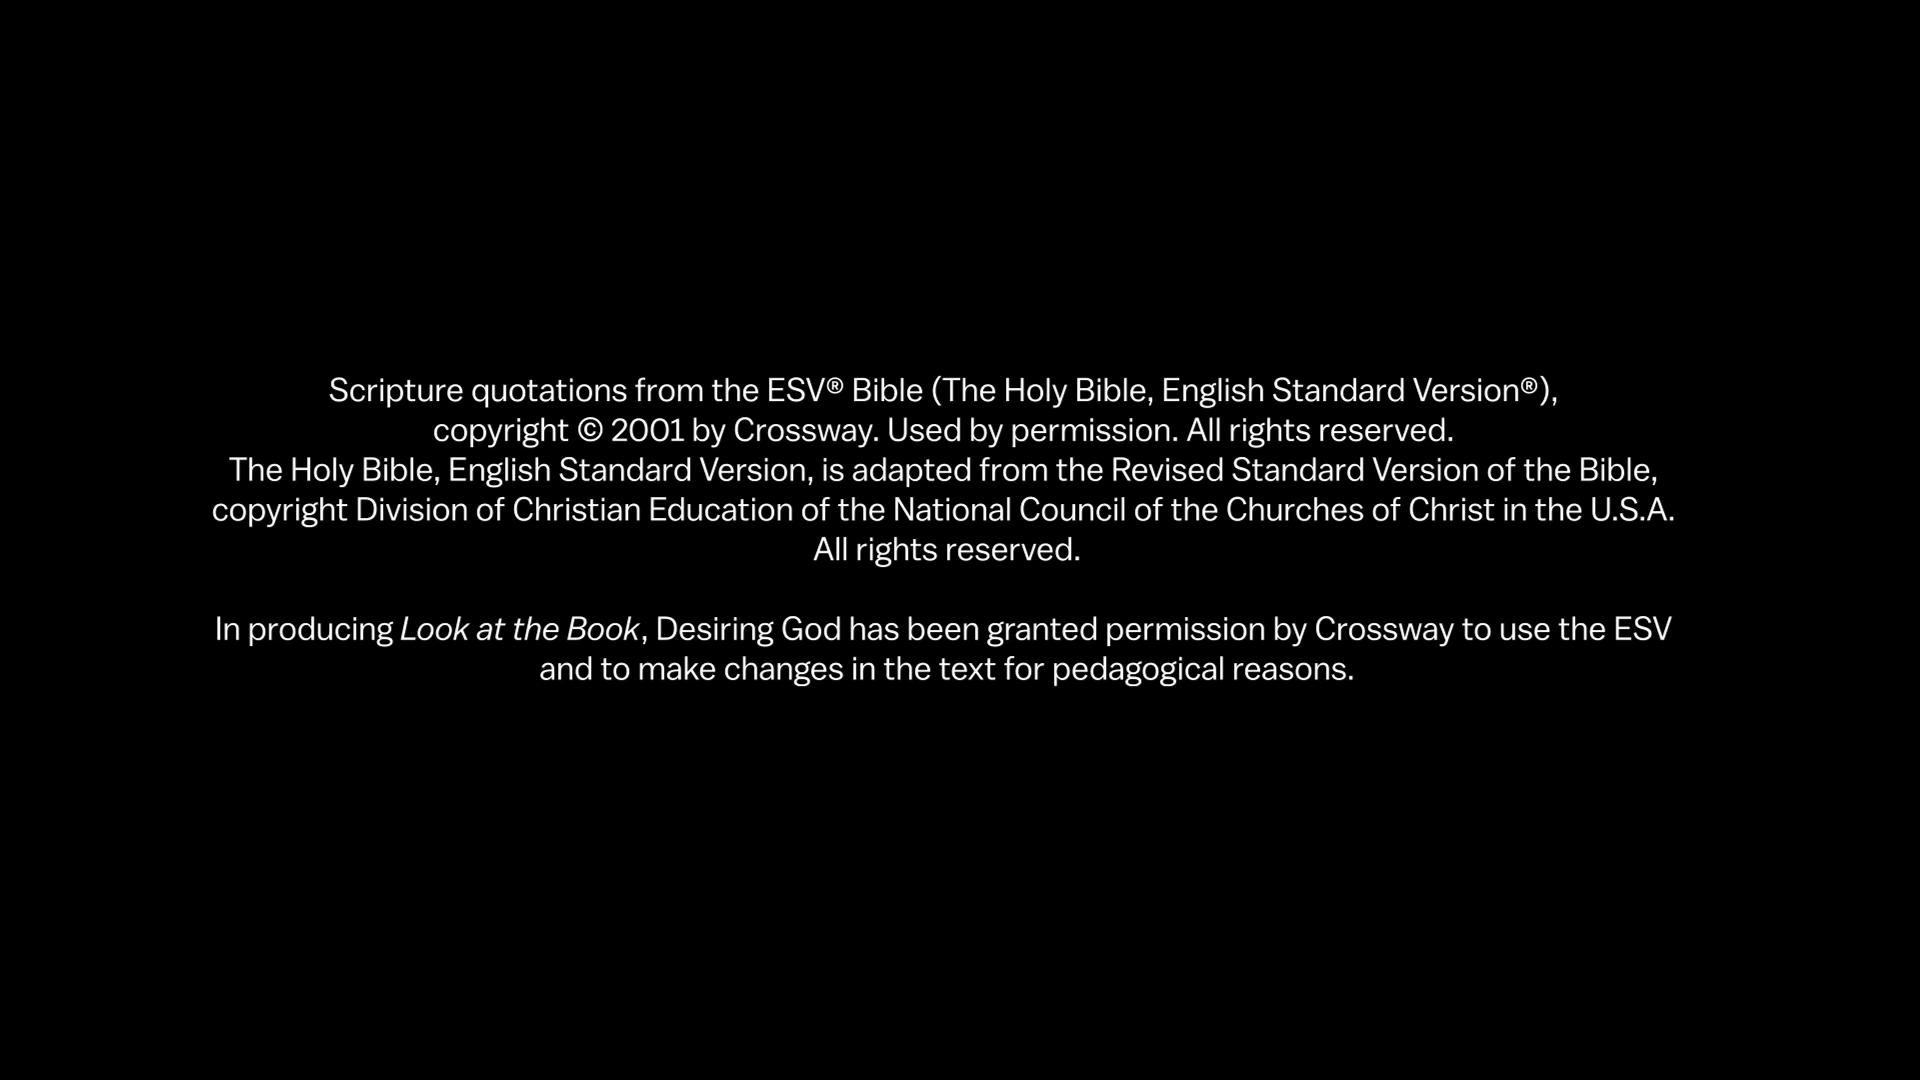 Scripture quotations from the ESV® Bible (The Holy Bible, English Standard Version®),
copyright © 2001 by Crossway. Used by permission. All rights reserved.
The Holy Bible, English Standard Version, is adapted from the Revised Standard Version of the Bible,
copyright Division of Christian Education of the National Council of the Churches of Christ in the U.S.A.
All rights reserved.
In producing Look at the Book, Desiring God has been granted permission by Crossway to use the ESV
and to make changes in the text for pedagogical reasons.